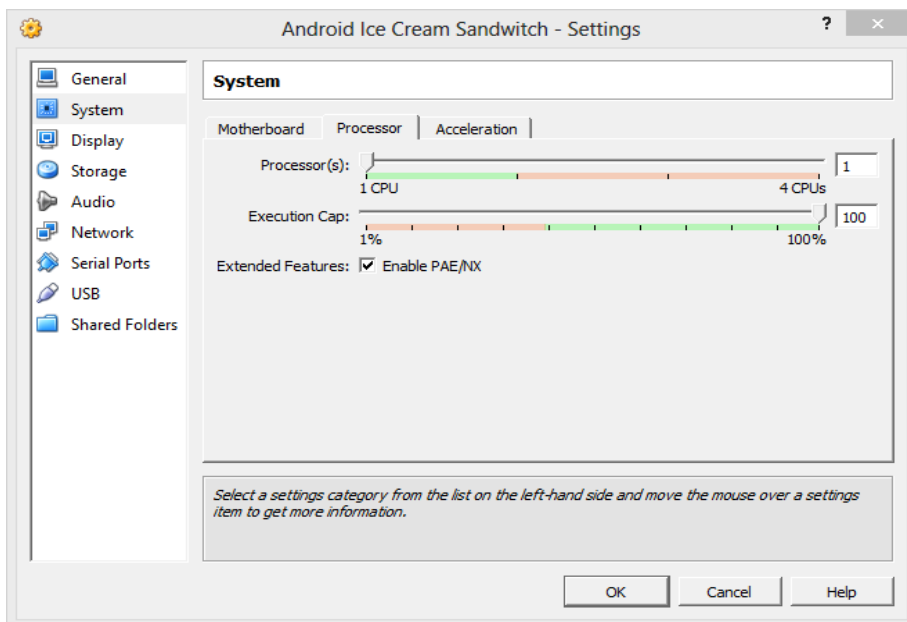 Android Ice Cream Sandwitch - Settings
?
×
General
System
Display
Storage
Audio
Network
Serial Ports
USB
Shared Folders
System
Motherboard Processor Acceleration
Processor(s): 1
1 CPU 4 CPUs
Execution Cap: 100
1% 100%
Extended Features: Enable PAE/NX
Select a settings category from the list on the left-hand side and move the mouse over a settings
item to get more information.
OK Cancel Help